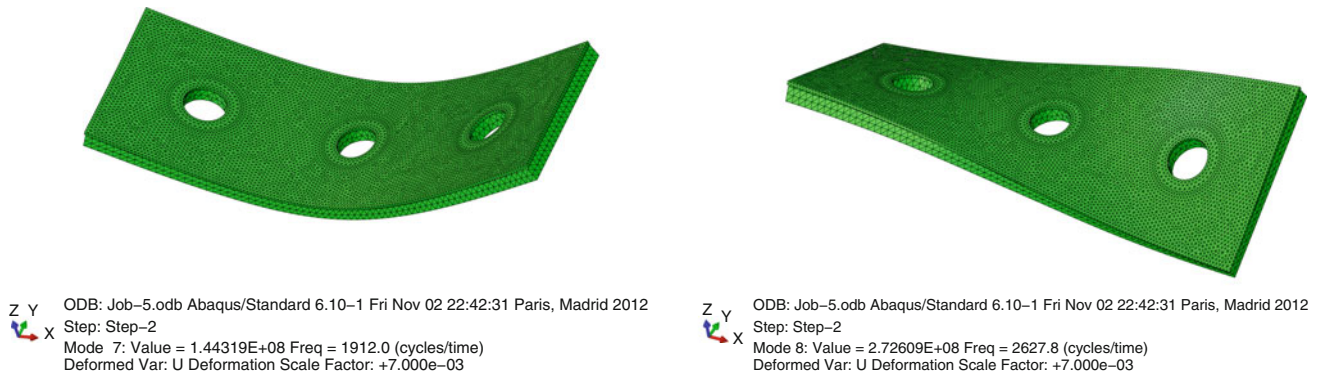 Z Y
X
ODB: Job−5.odb Abaqus/Standard 6.10−1 Fri Nov 02 22:42:31 Paris, Madrid 2012
Step: Step−2
Mode 7: Value = 1.44319E+08 Freq = 1912.0 (cycles/time)
Deformed Var: U Deformation Scale Factor: +7.000e−03
Z Y
X
ODB: Job−5.odb Abaqus/Standard 6.10−1 Fri Nov 02 22:42:31 Paris, Madrid 2012
Step: Step−2
Mode 8: Value = 2.72609E+08 Freq = 2627.8 (cycles/time)
Deformed Var: U Deformation Scale Factor: +7.000e−03